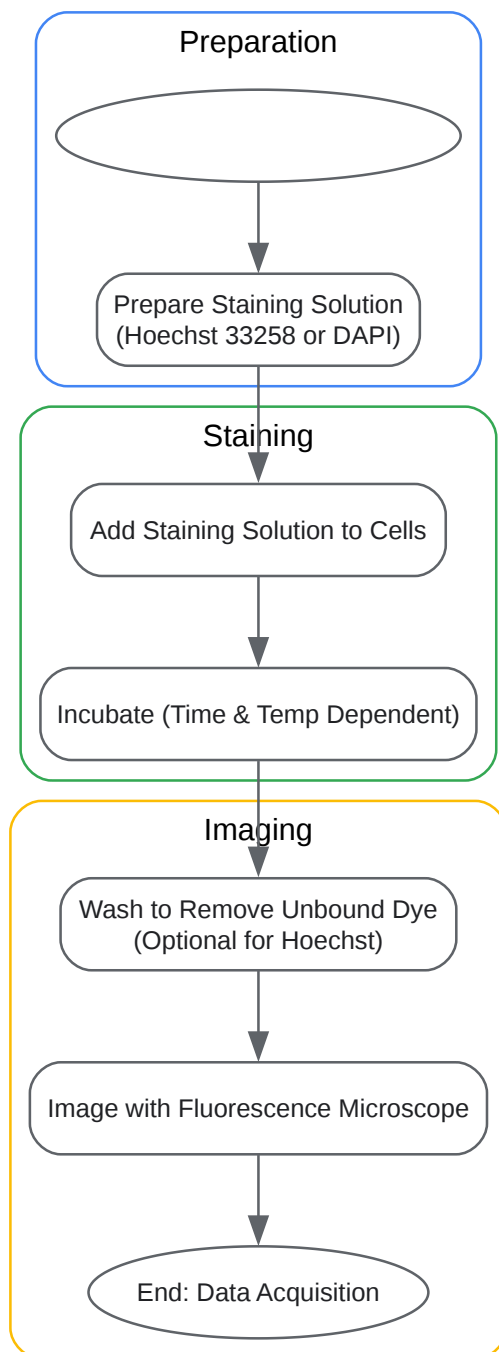 Preparation
Prepare Staining Solution
(Hoechst 33258 or DAPI)
Staining
Add Staining Solution to Cells
Incubate (Time & Temp Dependent)
Imaging
Wash to Remove Unbound Dye
(Optional for Hoechst)
Image with Fluorescence Microscope
End: Data Acquisition